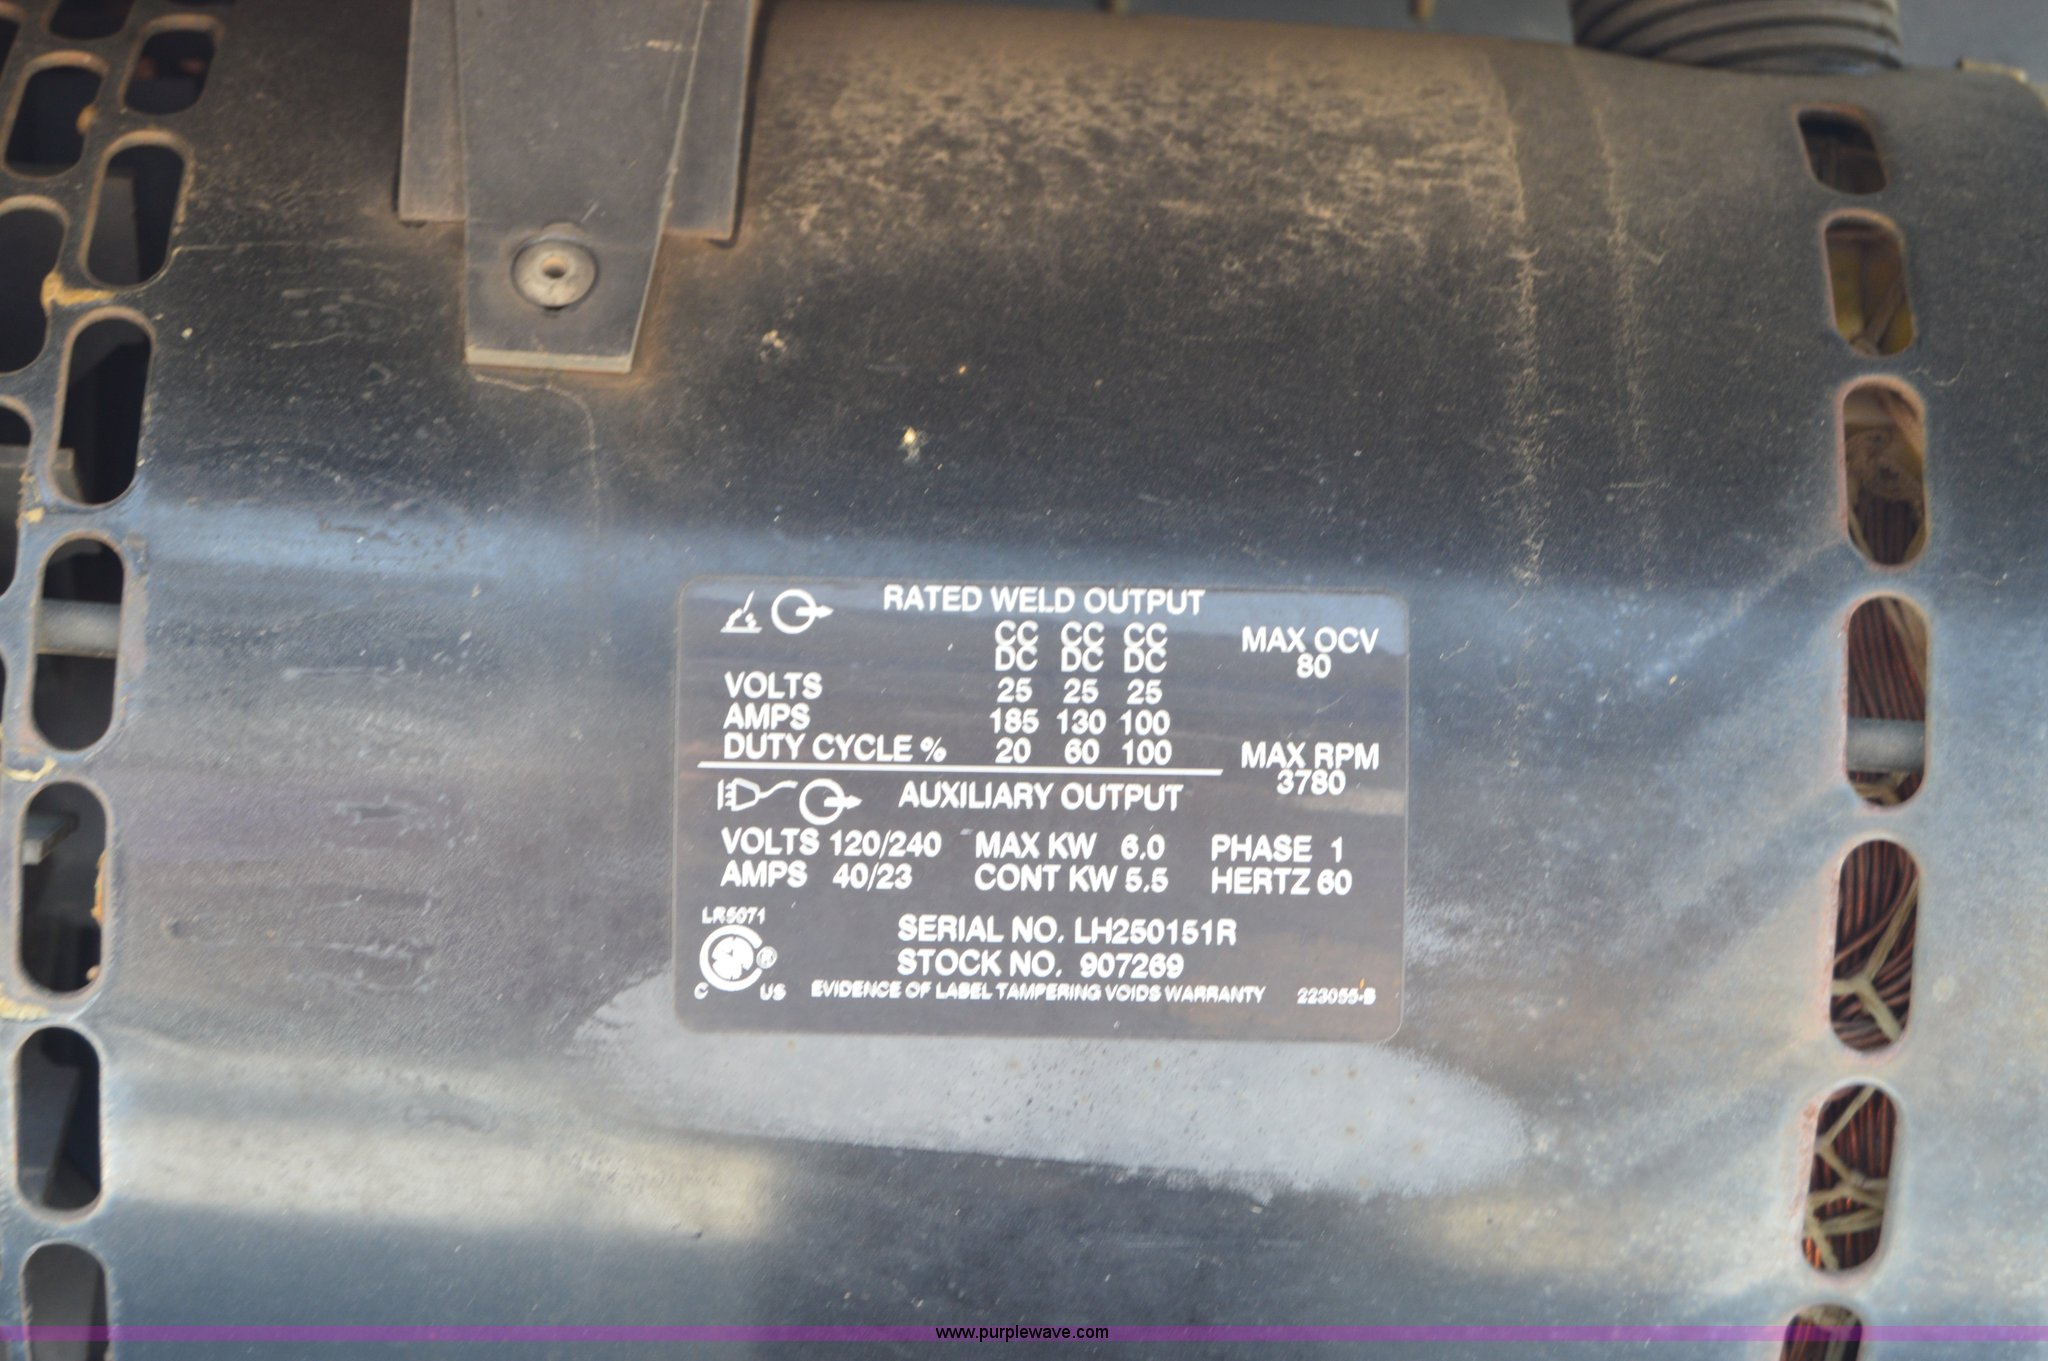 RATED WELD OUTPUT
CC CC CC
DC DC DC
MAX OCV
80
VOLTS 25 25 25
AMPS 185 130 100
DUTY CYCLE % 20 60 100
MAX RPM
3780
AUXILIARY OUTPUT
VOLTS 120/240 MAX KW 6.0 PHASE 1
AMPS 40/23 CONT KW 5.5 HERTZ 60
LR5071
SERIAL NO. LH250151R
STOCK NO. 907269
C US EVIDENCE OF LABEL TAMPERING VOIDS WARRANTY 223055-B
www.purplewave.com